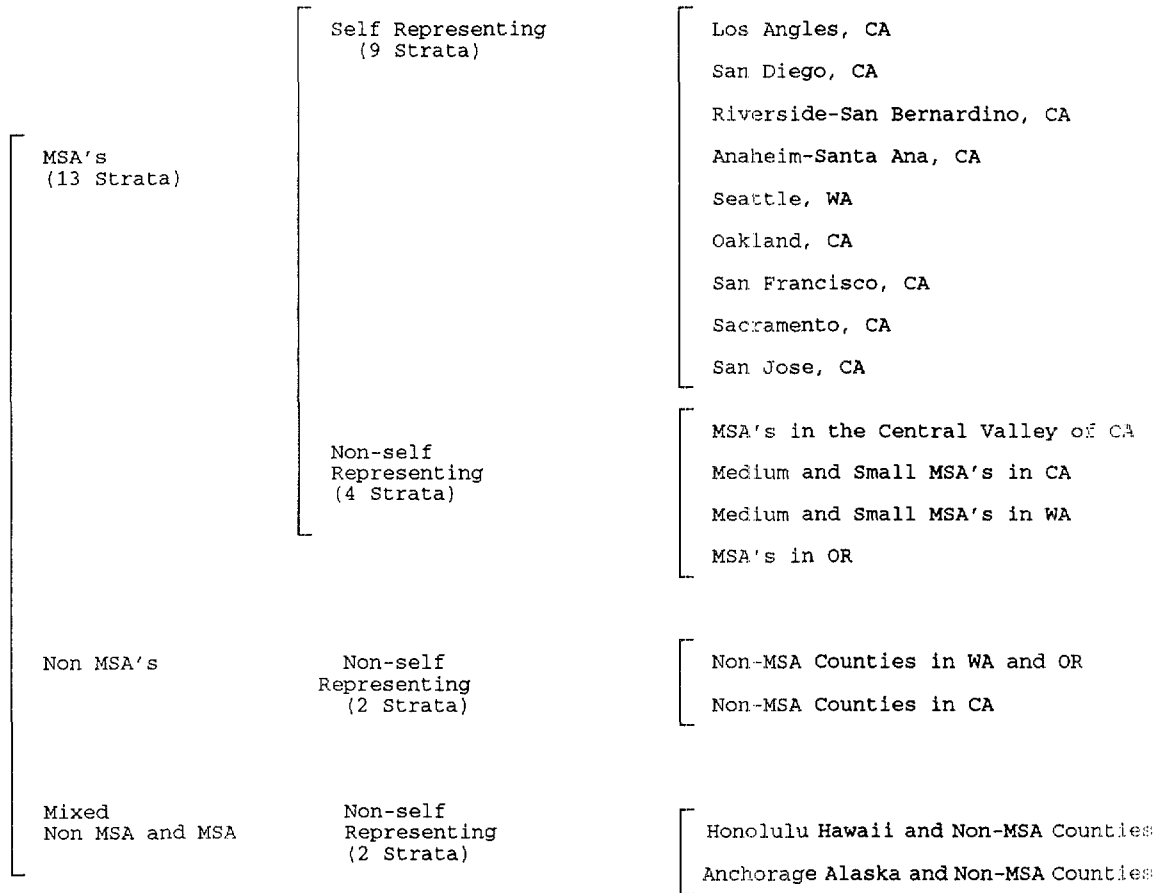 Self Representing
(9 Strata)
Los Angles, CA
San Diego, CA
Riverside-San Bernardino, CA
MSA's
(13 Strata)
Anaheim-Santa Ana, CA
Seattle, WA
Oakland, CA
San Francisco, CA
Sacramento, CA
San Jose, CA
Non-self
Representing
(4 Strata)
MSA's in the Central Valley of CA
Medium and Small MSA's in CA
Medium and Small MSA's in WA
MSA's in OR
Non MSA's
Non-self
Representing
(2 Strata)
Non-MSA Counties in WA and OR
Non-MSA Counties in CA
Mixed
Non MSA and MSA
Non-self
Representing
(2 Strata)
Honolulu Hawaii and Non-MSA Counties
Anchorage Alaska and Non-MSA Counties